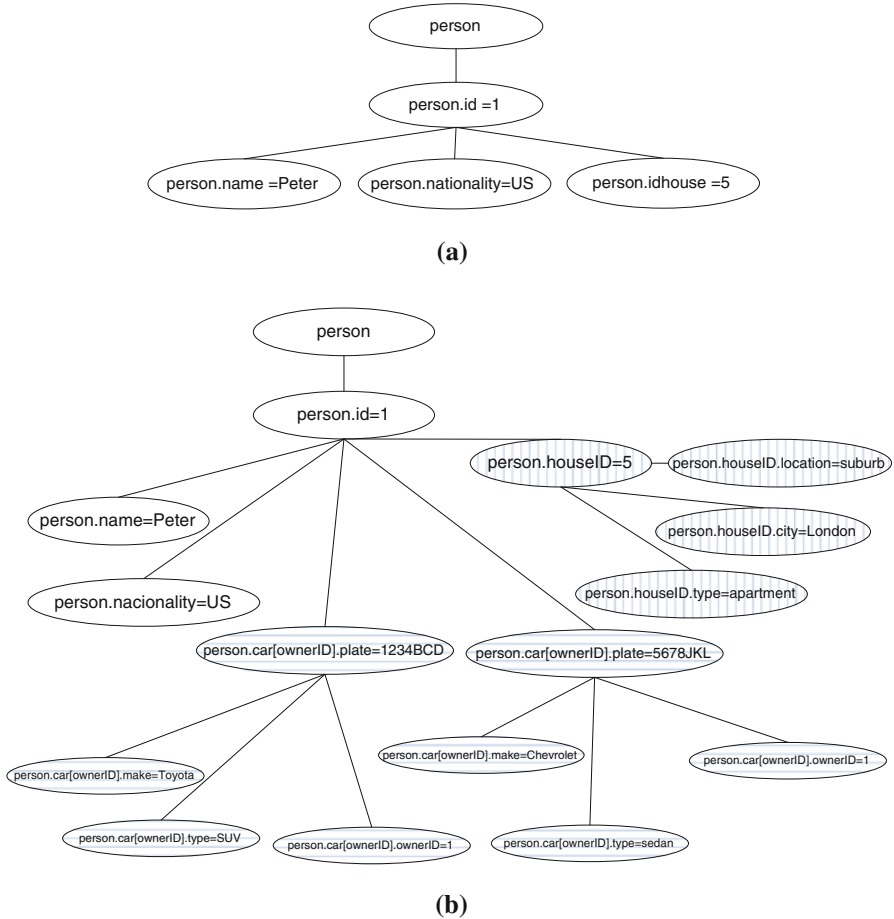 person
person.id =1
person.name =Peter
person.nationality=US
person.idhouse =5
(a)
person
person.id=1
person.houseID=5
person.houseID.location=suburb
person.name=Peter
person.houseID.city=London
person.nacionality=US
person.houseID.type=apartment
person.car[ownerID].plate=1234BCD
person.car[ownerID].plate=5678JKL
person.car[ownerID].make=Toyota
person.car[ownerID].make=Chevrolet
person.car[ownerID].ownerID=1
person.car[ownerID].type=SUV
person.car[ownerID].ownerID=1
person.car[ownerID].type=sedan
(b)